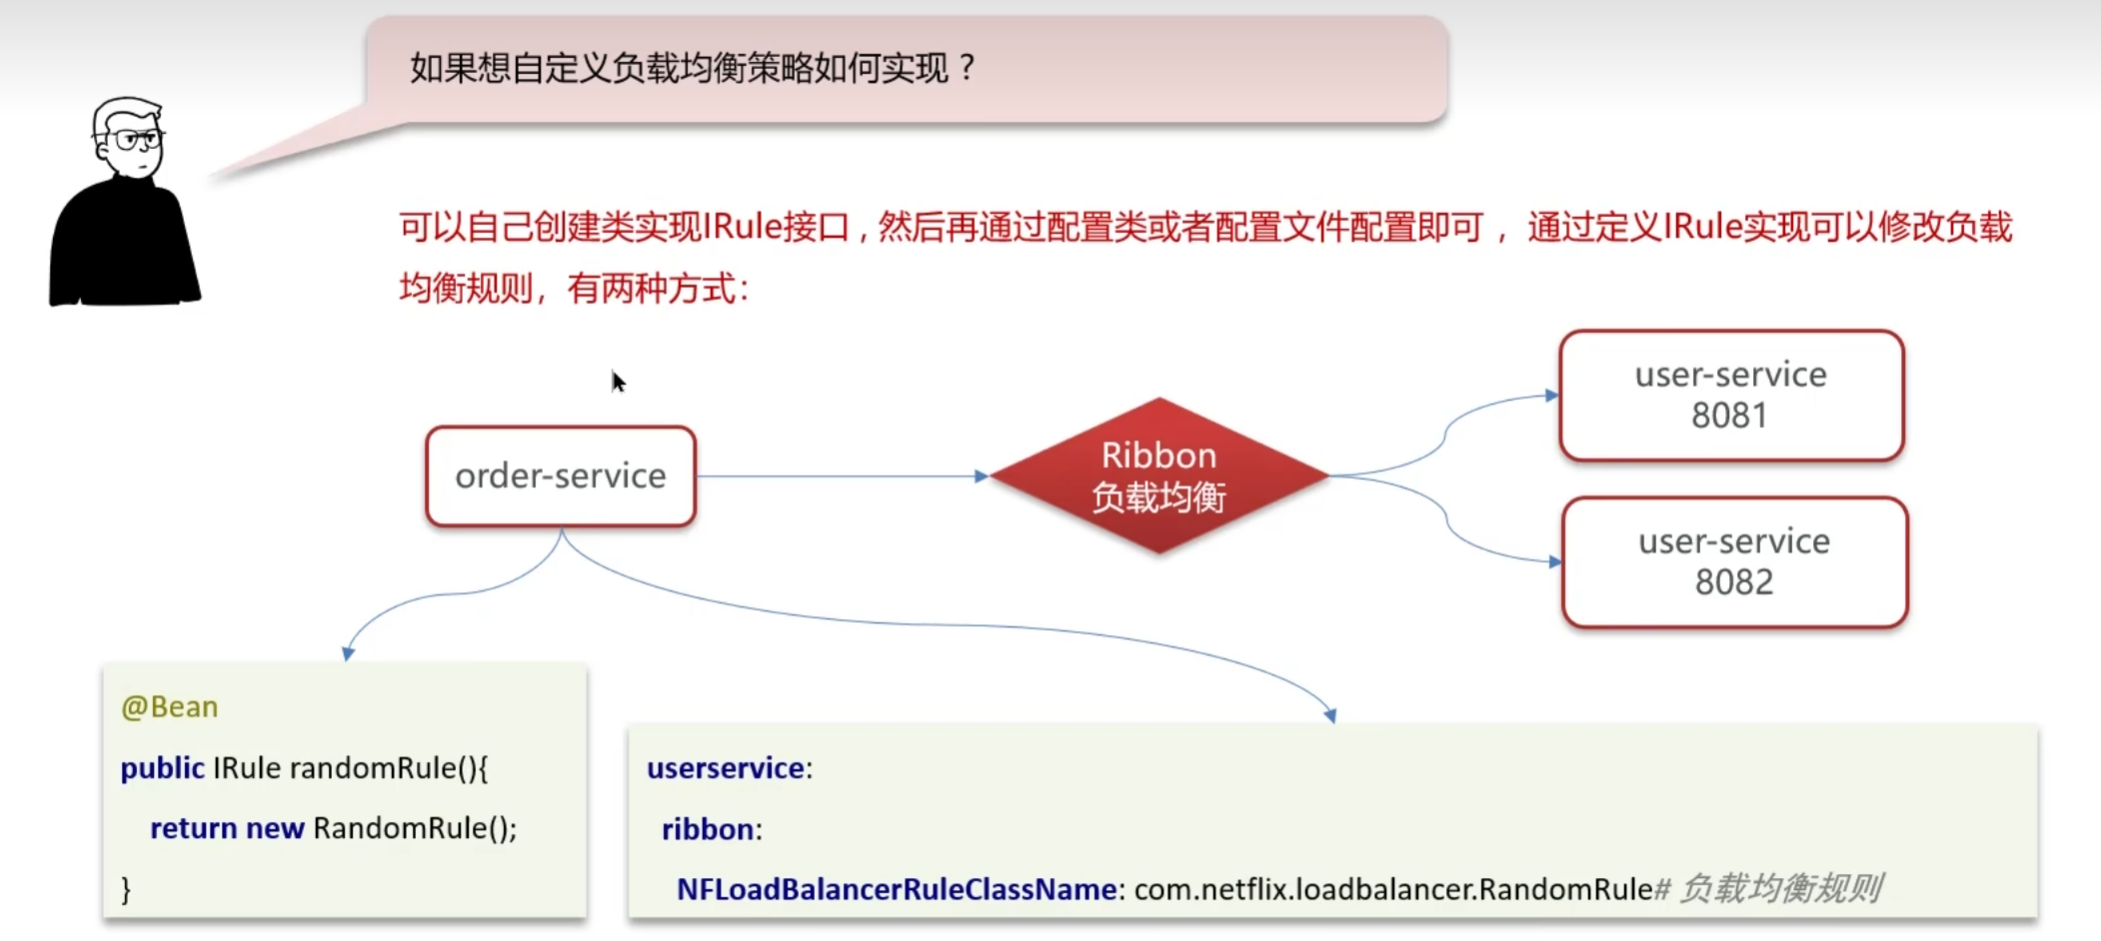 如果想自定义负载均衡策略如何实现？
可以自己创建类实现IRule接口，然后再通过配置类或者配置文件配置即可，通过定义IRule实现可以修改负载
均衡规则，有两种方式：
order-service
Ribbon
负载均衡
user-service
8081
user-service
8082
@Bean
public IRule randomRule(){
return new RandomRule();
}
userservice:
ribbon:
NFLoadBalancerRuleClassName: com.netflix.loadbalancer.RandomRule# 负载均衡规则